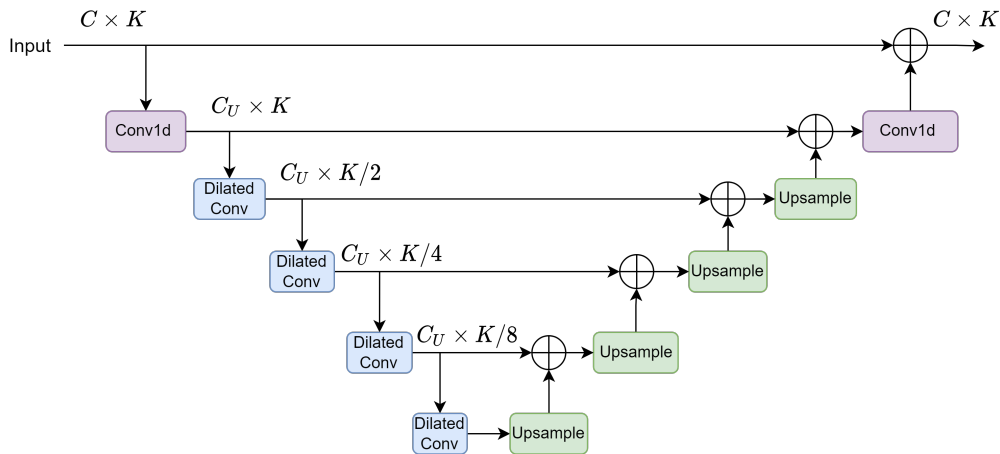 C × K
C × K
Input
C_U × K
Conv1d
Conv1d
C_U × K/2
Dilated
Conv
Upsample
C_U × K/4
Dilated
Conv
Upsample
C_U × K/8
Dilated
Conv
Upsample
Dilated
Conv
Upsample